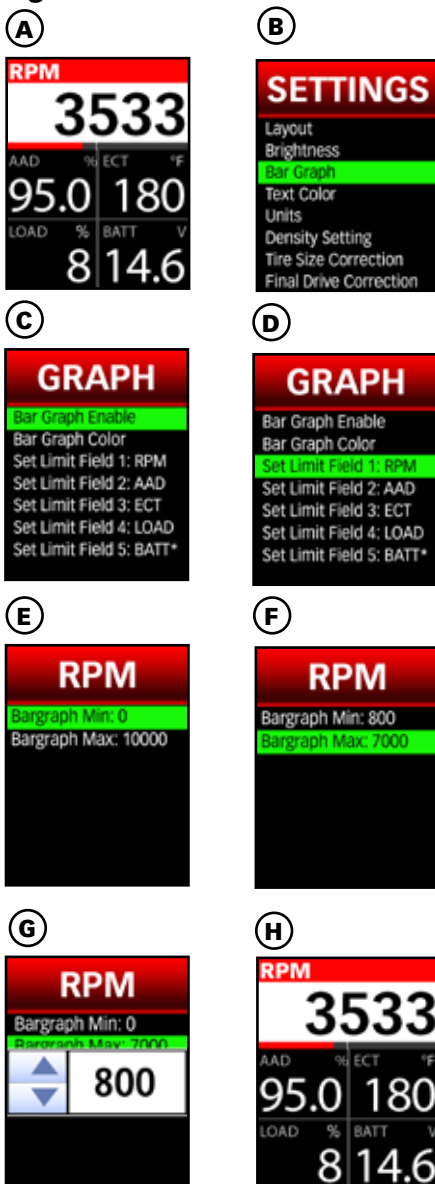 A
RPM
3533
AAD % ECT °F
95.0 180
LOAD % BATT V
8 14.6
B
SETTINGS
Layout
Brightness
Bar Graph
Text Color
Units
Density Setting
Tire Size Correction
Final Drive Correction
C
GRAPH
Bar Graph Enable
Bar Graph Color
Set Limit Field 1: RPM
Set Limit Field 2: AAD
Set Limit Field 3: ECT
Set Limit Field 4: LOAD
Set Limit Field 5: BATT*
D
GRAPH
Bar Graph Enable
Bar Graph Color
Set Limit Field 1: RPM
Set Limit Field 2: AAD
Set Limit Field 3: ECT
Set Limit Field 4: LOAD
Set Limit Field 5: BATT*
E
RPM
Bargraph Min: 0
Bargraph Max: 10000
F
RPM
Bargraph Min: 800
Bargraph Max: 7000
G
RPM
Bargraph Min: 0
Bargraph Max: 7000
800
H
RPM
3533
AAD % ECT °F
95.0 180
LOAD % BATT V
8 14.6